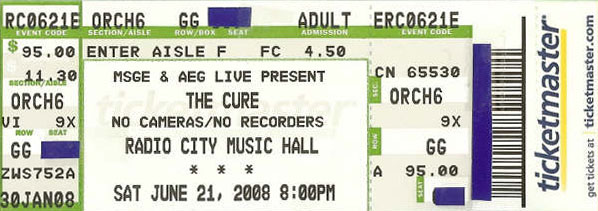 RC0621E ORCH6 GG ADULT ERC0621E
EVENT CODE SECTION/AISLE ROW/BOX SEAT ADMISSION EVENT CODE
$ 95.00 ENTER AISLE F FC 4.50
11.30 MSGE & AEG LIVE PRESENT CN 65530
SECTION/AISLE THE CURE SEC.
ORCH6 NO CAMERAS/NO RECORDERS ORCH6
VI 9X RADIO CITY MUSIC HALL 9X
ROW SEAT
GG * * * GG
ZWS752A SAT JUNE 21, 2008 8:00PM A 95.00
30JAN08
ticketmaster
ticketmaster
get tickets at ticketmaster.com